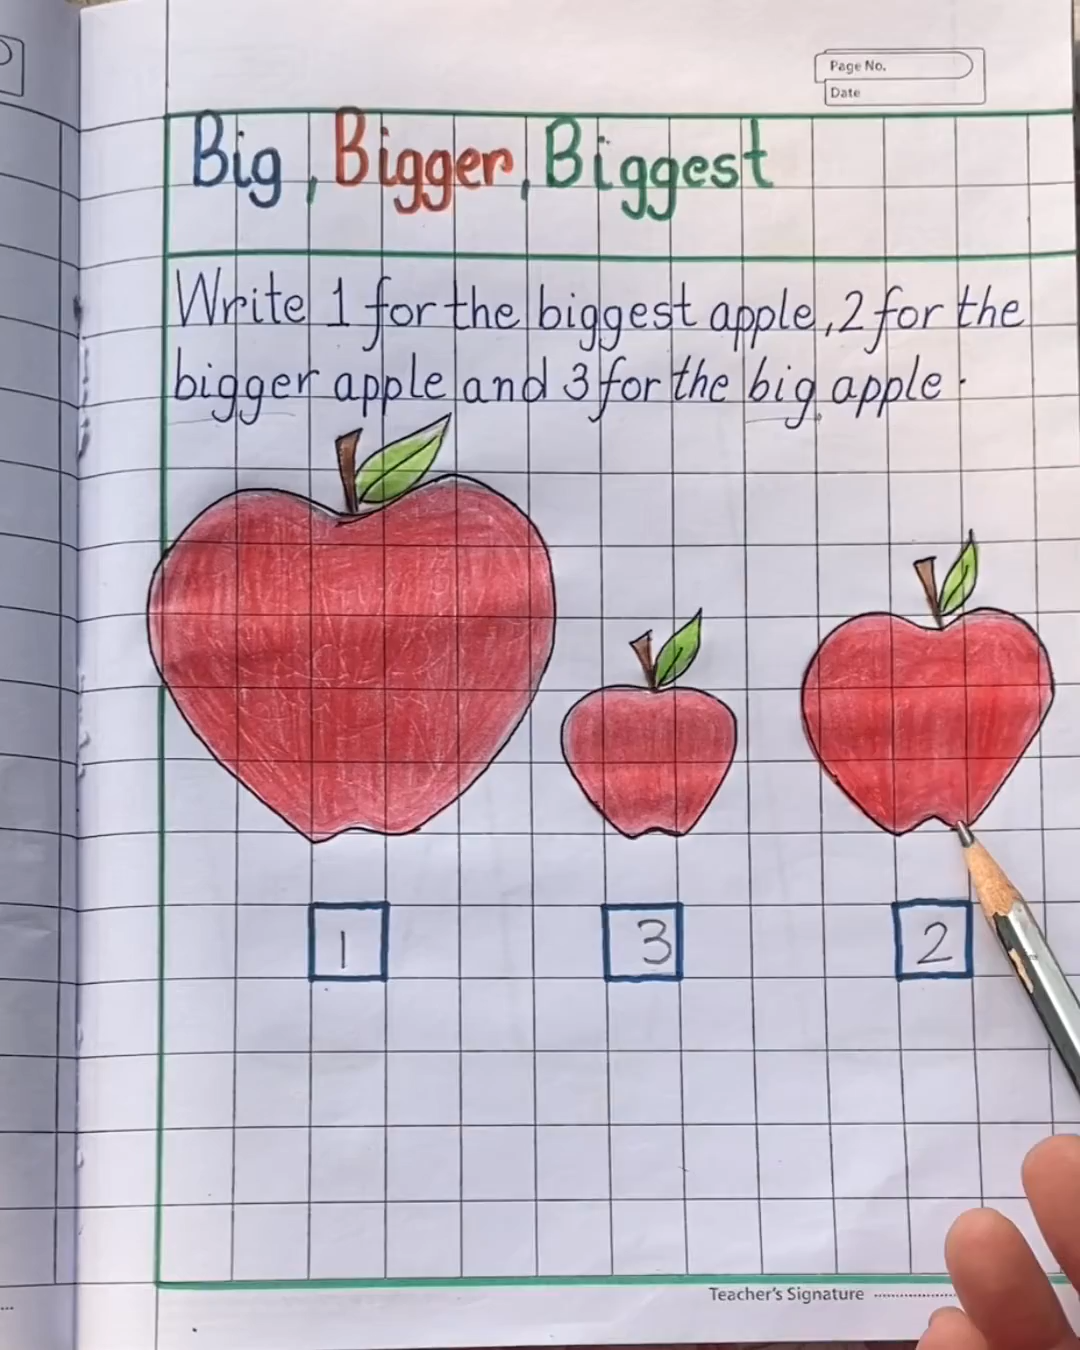 Page No.
Date
Big, Bigger, Biggest
Write 1 for the biggest apple, 2 for the
bigger apple and 3 for the big apple.
1 3 2
Teacher's Signature